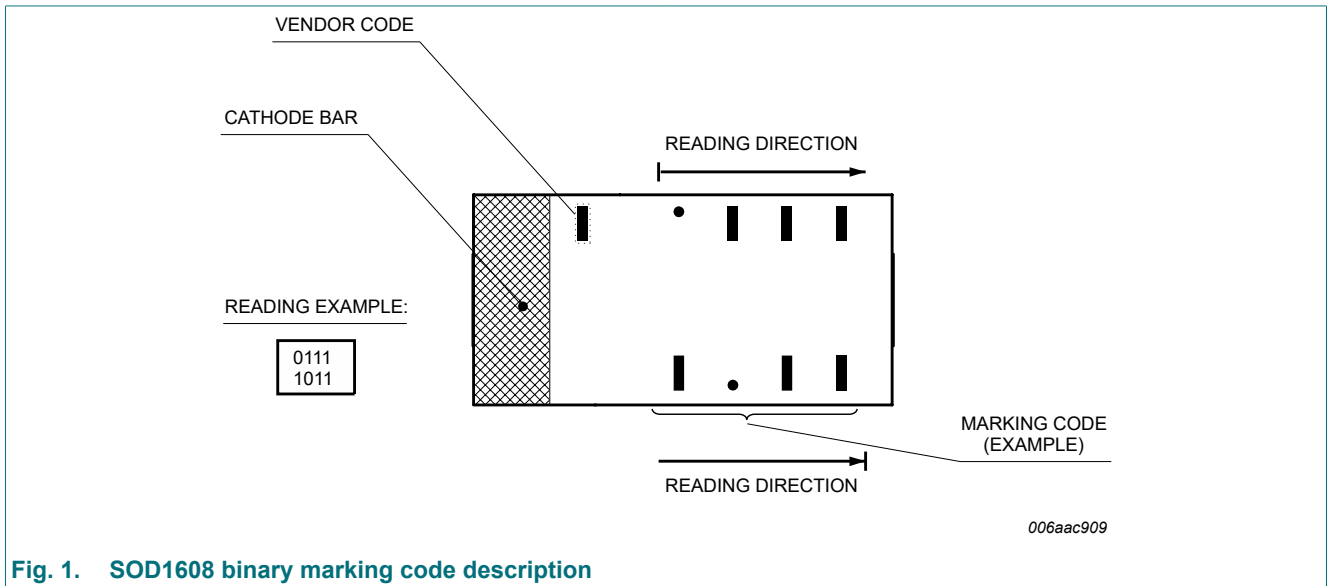 VENDOR CODE
CATHODE BAR
READING DIRECTION
READING EXAMPLE:
0111
1011
MARKING CODE
(EXAMPLE)
READING DIRECTION
006aac909
Fig. 1. SOD1608 binary marking code description